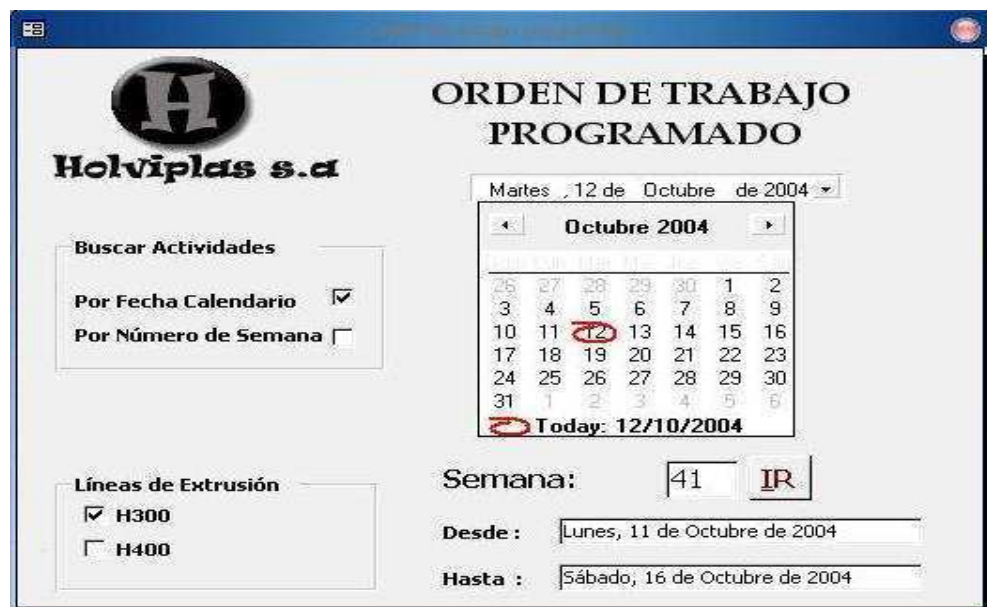 H
Holviplas s.a
ORDEN DE TRABAJO
PROGRAMADO
Martes , 12 de Octubre de 2004
Octubre 2004
26 27 28 29 30 1 2
3 4 5 6 7 8 9
10 11 12 13 14 15 16
17 18 19 20 21 22 23
24 25 26 27 28 29 30
31 1 2 3 4 5 6
Today: 12/10/2004
Buscar Actividades
Por Fecha Calendario
Por Número de Semana
Semana: 41 IR
Desde : Lunes, 11 de Octubre de 2004
Hasta : Sábado, 16 de Octubre de 2004
Líneas de Extrusión
H300
H400